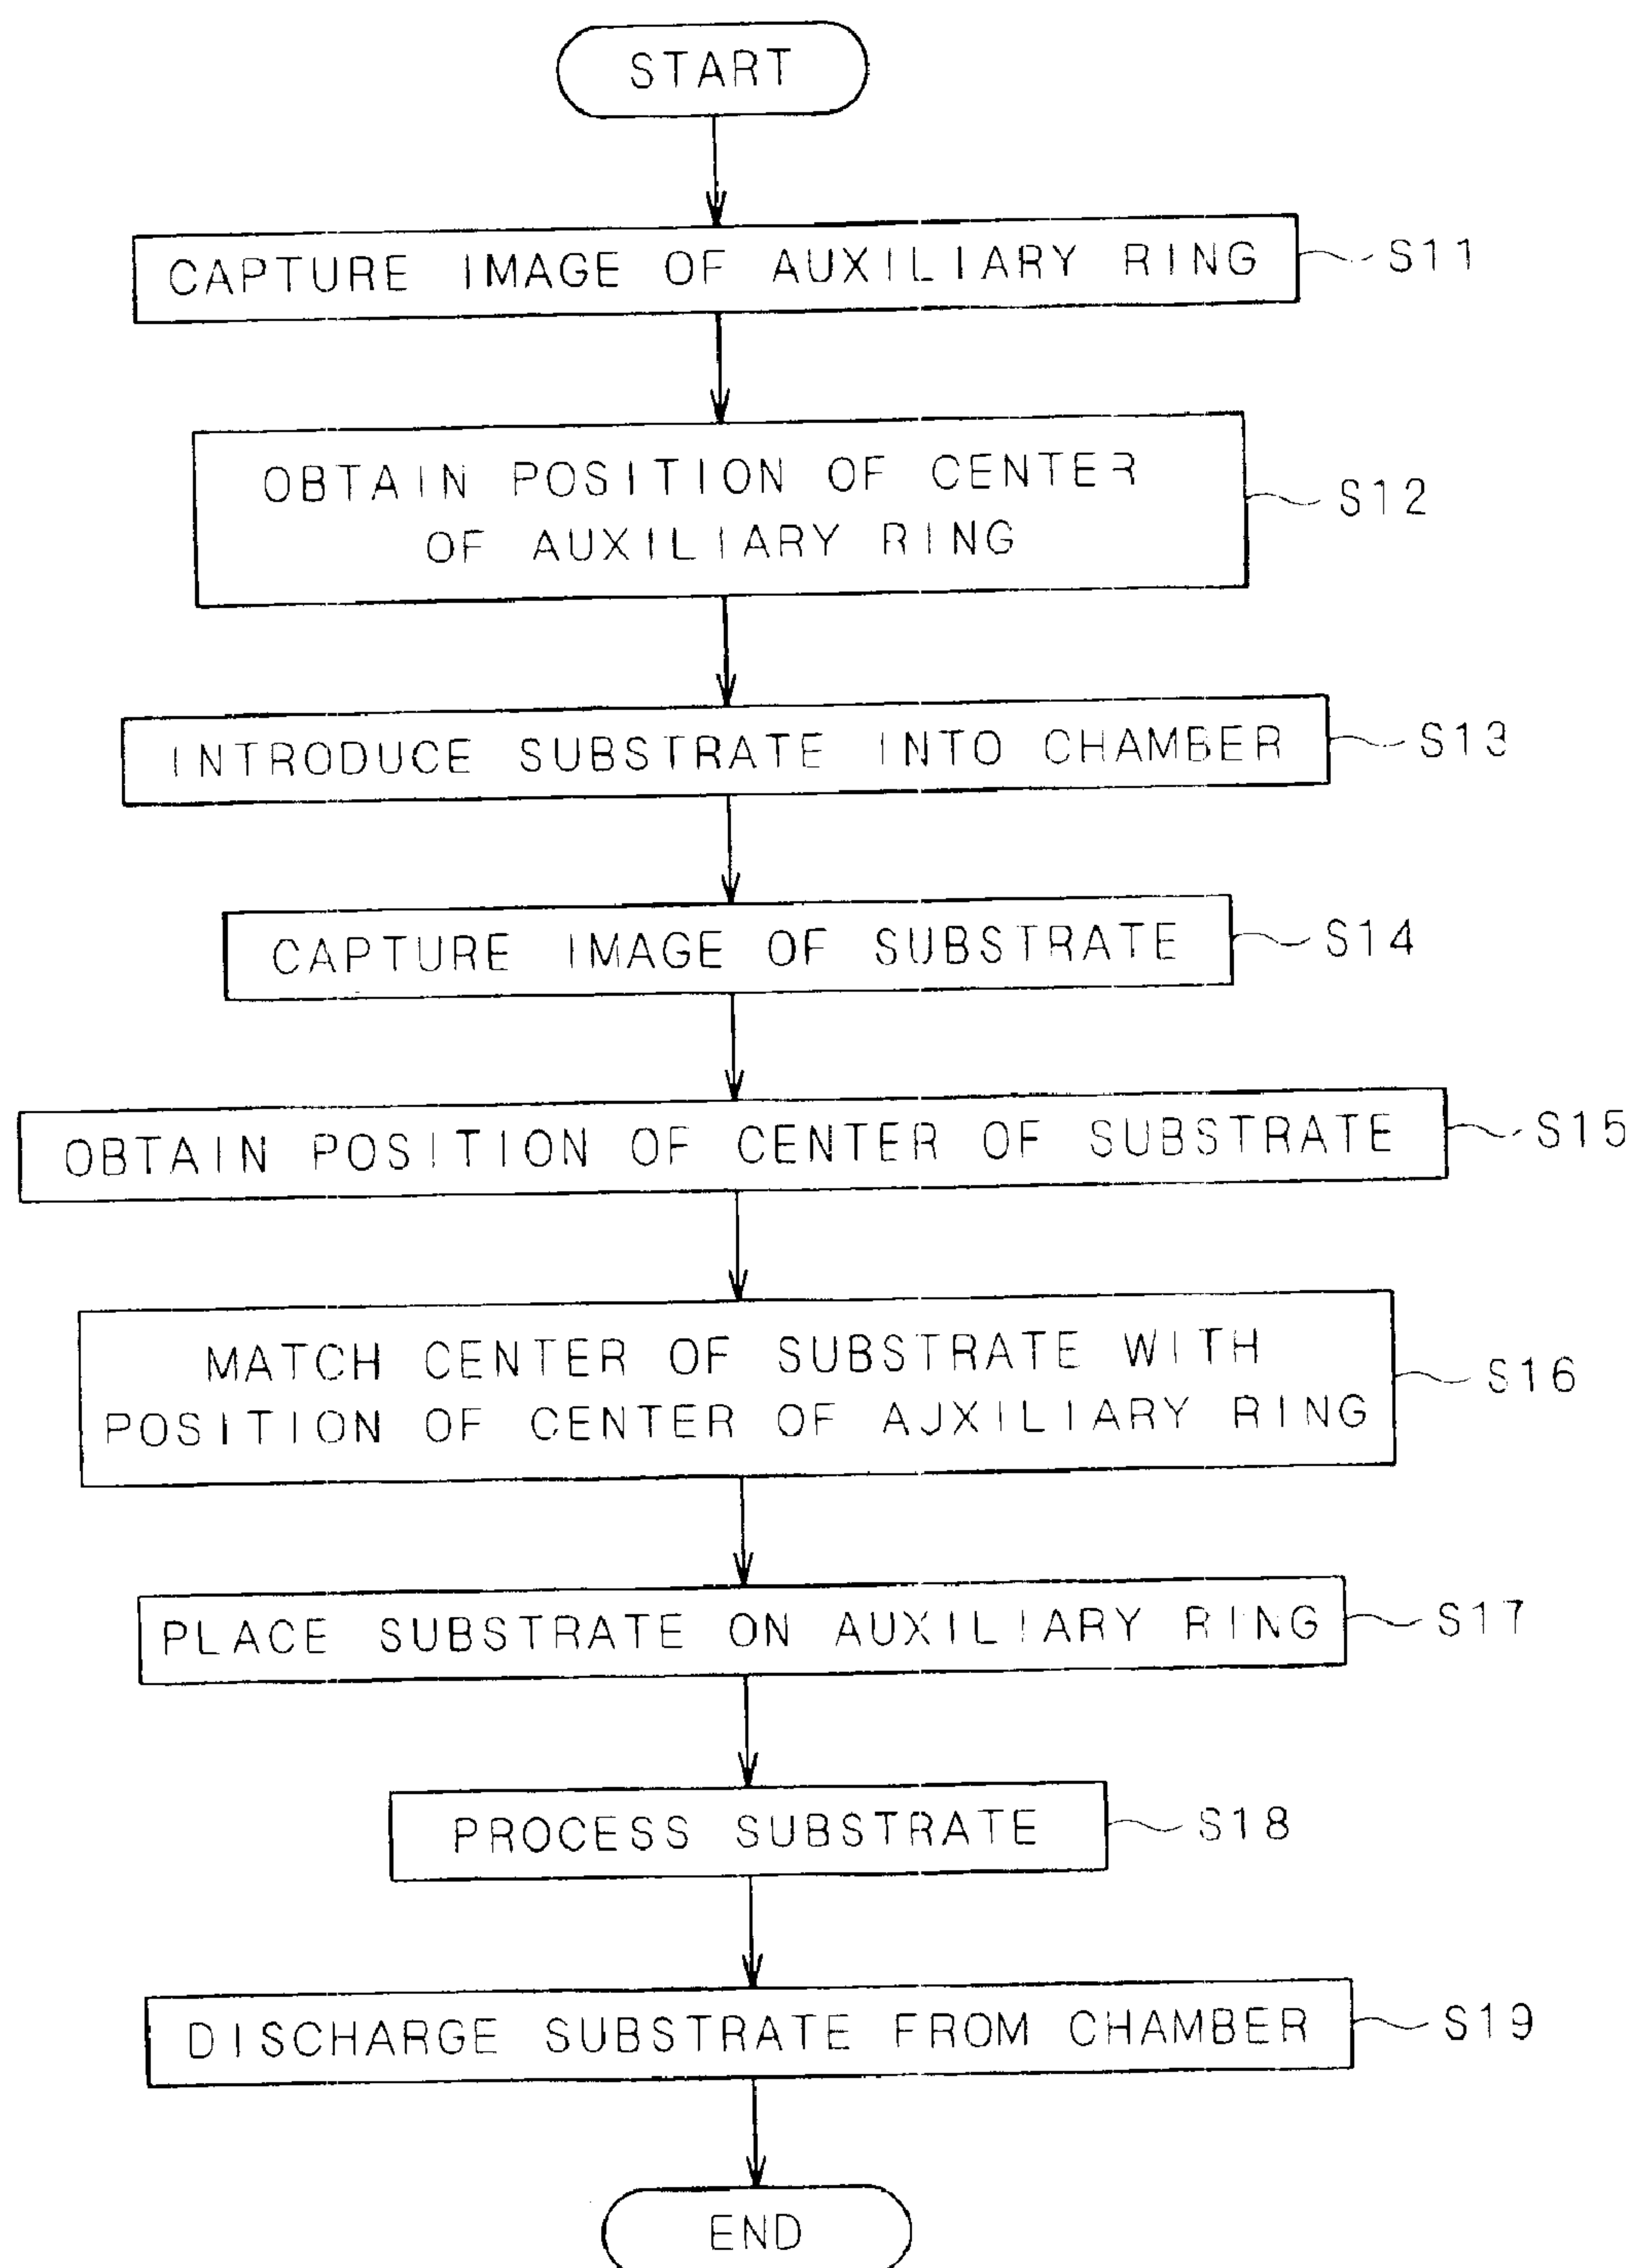 START
CAPTURE IMAGE OF AUXILIARY RING
S11
OBTAIN POSITION OF CENTER
OF AUXILIARY RING
S12
INTRODUCE SUBSTRATE INTO CHAMBER
S13
CAPTURE IMAGE OF SUBSTRATE
S14
OBTAIN POSITION OF CENTER OF SUBSTRATE
S15
MATCH CENTER OF SUBSTRATE WITH
POSITION OF CENTER OF AUXILIARY RING
S16
PLACE SUBSTRATE ON AUXILIARY RING
S17
PROCESS SUBSTRATE
S18
DISCHARGE SUBSTRATE FROM CHAMBER
S19
END